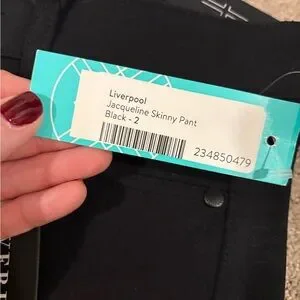 Liverpool
Jacqueline Skinny Pant
Black - 2
234850479